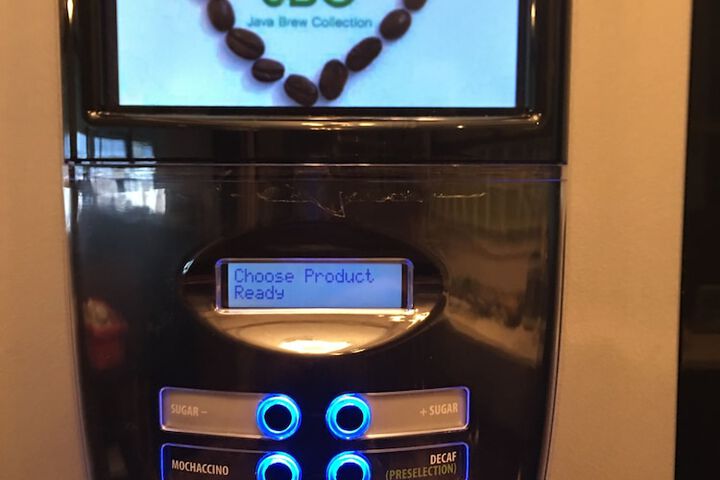 Java Brew Collection
Choose Product
Ready
SUGAR –
+ SUGAR
MOCHACCINO
DECAF
(PRESELECTION)